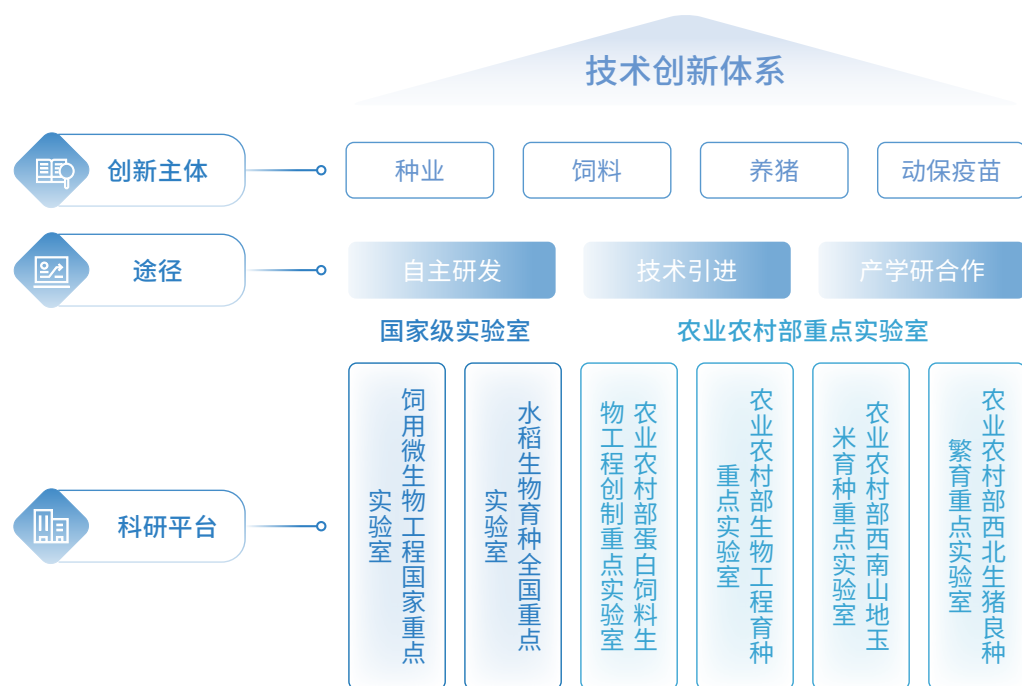 技术创新体系
创新主体
种业
饲料
养猪
动保疫苗
途径
自主研发
技术引进
产学研合作
国家级实验室
农业农村部重点实验室
科研平台
饲用微生物工程国家重点
实验室
水稻生物育种全国重点
实验室
农业农村部蛋白饲料生
物工程创制重点实验室
农业农村部生物工程育种
重点实验室
农业农村部西南山地玉
米育种重点实验室
农业农村部西北生猪良种
繁育重点实验室